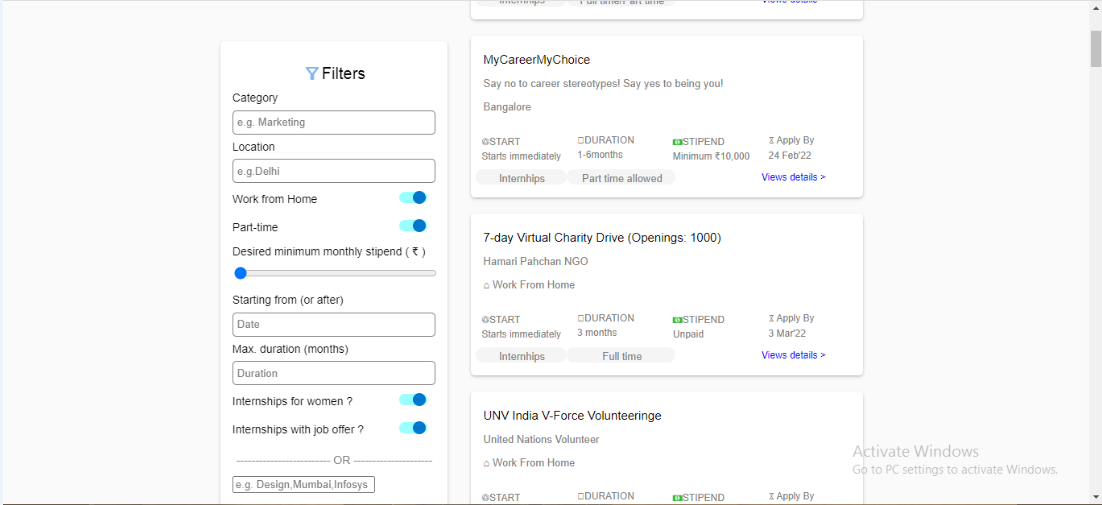 Internhips Full time/Part time Views details >
Filters
Category
e.g. Marketing
Location
e.g.Delhi
Work from Home
Part-time
Desired minimum monthly stipend ( ₹ )
Starting from (or after)
Date
Max. duration (months)
Duration
Internships for women ?
Internships with job offer ?
------------------------- OR ---------------------
e.g. Design,Mumbai,Infosys
MyCareerMyChoice
Say no to career stereotypes! Say yes to being you!
Bangalore
START DURATION STIPEND Apply By
Starts immediately 1-6months Minimum ₹10,000 24 Feb'22
Internhips Part time allowed Views details >
7-day Virtual Charity Drive (Openings: 1000)
Hamari Pahchan NGO
⌂ Work From Home
START DURATION STIPEND Apply By
Starts immediately 3 months Unpaid 3 Mar'22
Internhips Full time Views details >
UNV India V-Force Volunteeringe
United Nations Volunteer
⌂ Work From Home
START DURATION STIPEND Apply By
Activate Windows
Go to PC settings to activate Windows.